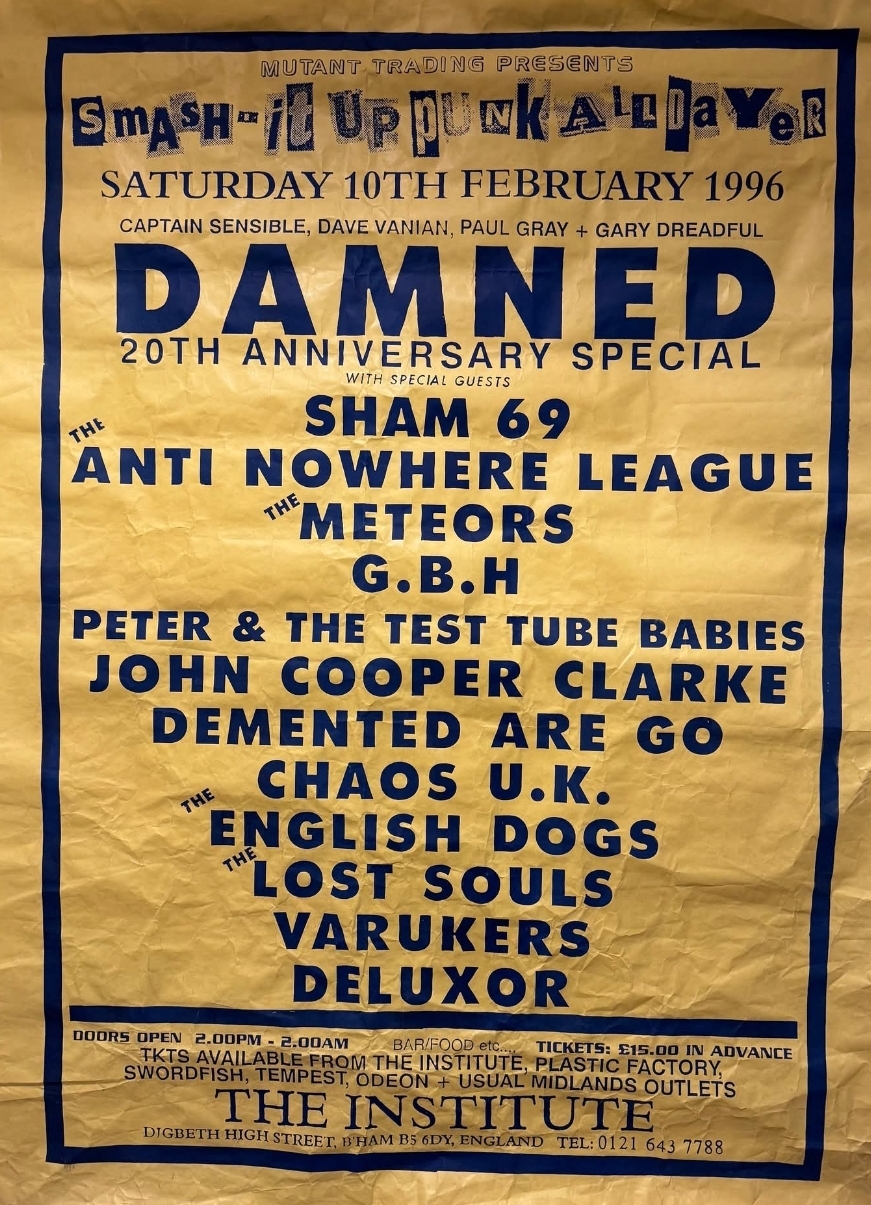 MUTANT TRADING PRESENTS
SmASH-it UP pUNk ALL DaYeR
SATURDAY 10TH FEBRUARY 1996
CAPTAIN SENSIBLE, DAVE VANIAN, PAUL GRAY + GARY DREADFUL
DAMNED
20TH ANNIVERSARY SPECIAL
WITH SPECIAL GUESTS
SHAM 69
THE ANTI NOWHERE LEAGUE
THE METEORS
G.B.H
PETER & THE TEST TUBE BABIES
JOHN COOPER CLARKE
DEMENTED ARE GO
CHAOS U.K.
THE ENGLISH DOGS
THE LOST SOULS
VARUKERS
DELUXOR
DOORS OPEN 2.00PM - 2.00AM BAR/FOOD etc.... TICKETS: £15.00 IN ADVANCE
TKTS AVAILABLE FROM THE INSTITUTE, PLASTIC FACTORY,
SWORDFISH, TEMPEST, ODEON + USUAL MIDLANDS OUTLETS
THE INSTITUTE
DIGBETH HIGH STREET, B'HAM B5 6DY, ENGLAND TEL: 0121 643 7788